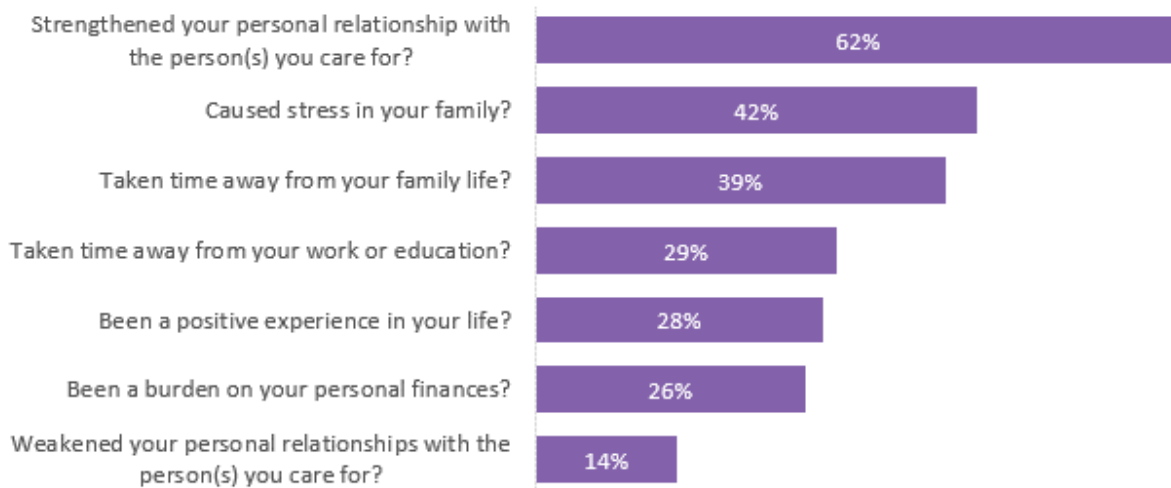 Strengthened your personal relationship with
the person(s) you care for?
62%
Caused stress in your family?
42%
Taken time away from your family life?
39%
Taken time away from your work or education?
29%
Been a positive experience in your life?
28%
Been a burden on your personal finances?
26%
Weakened your personal relationships with the
person(s) you care for?
14%